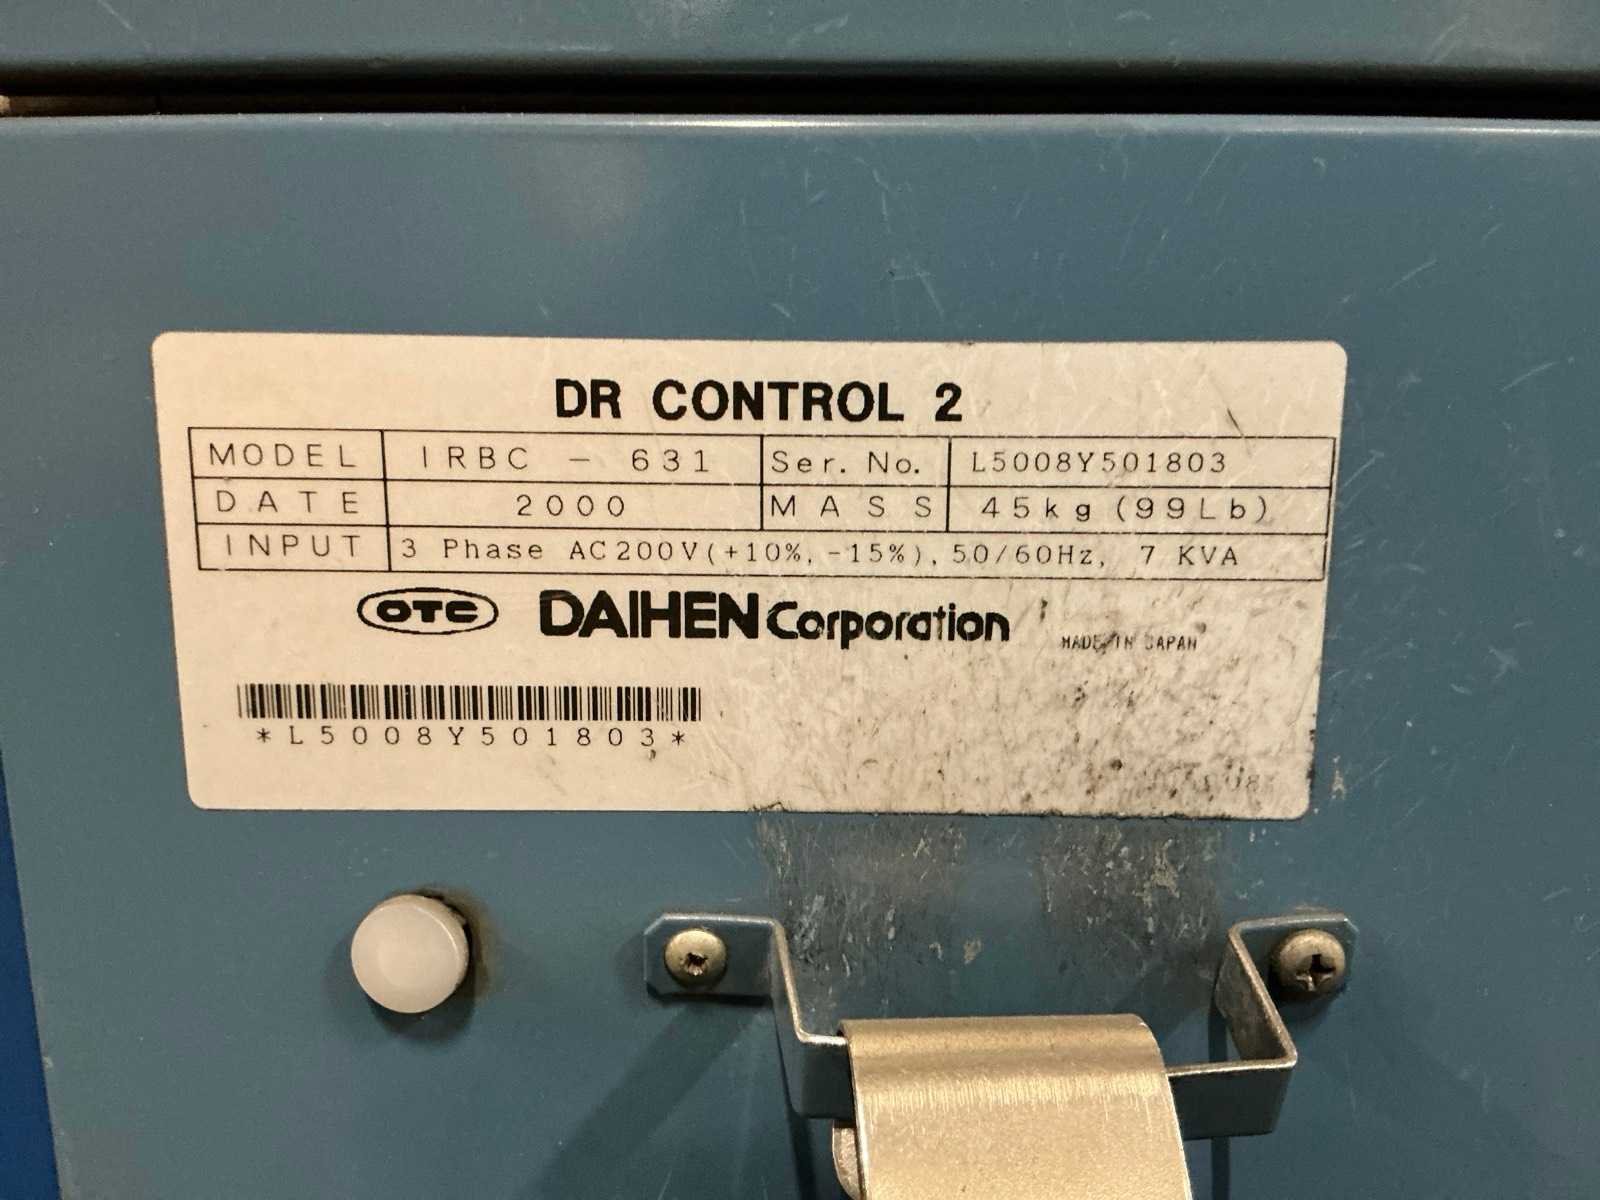 DR CONTROL 2
MODEL IRBC - 631 Ser. No. L5008Y501803
DATE 2000 MASS 45kg (99Lb)
INPUT 3 Phase AC200V(+10%, -15%), 50/60Hz, 7 KVA
OTC DAIHEN Corporation MADE IN JAPAN
*L5008Y501803*